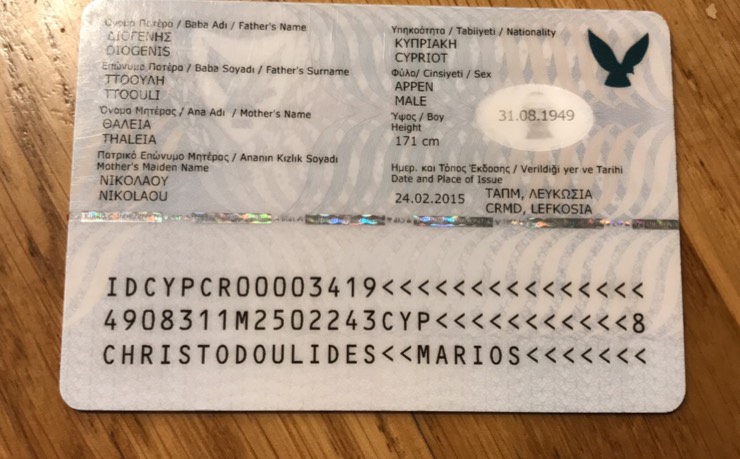 Όνομα Πατέρα / Baba Adı / Father's Name
ΔΙΟΓΕΝΗΣ
DIOGENIS
Επώνυμο Πατέρα / Baba Soyadı / Father's Surname
ΤΤΟΟΥΛΗ
TTOOULI
Όνομα Μητέρας / Ana Adı / Mother's Name
ΘΑΛΕΙΑ
THALEIA
Πατρικό Επώνυμο Μητέρας / Ananın Kızlık Soyadı
Mother's Maiden Name
ΝΙΚΟΛΑΟΥ
NIKOLAOU
Υπηκοότητα / Tabiiyeti / Nationality
ΚΥΠΡΙΑΚΗ
CYPRIOT
Φύλο/ Cinsiyeti / Sex
ΑΡΡΕΝ
MALE
Ύψος / Boy
Height
171 cm
31.08.1949
Ημερ. και Τόπος Έκδοσης / Verildiği yer ve Tarihi
Date and Place of Issue
24.02.2015
ΤΑΠΜ, ΛΕΥΚΩΣΙΑ
CRMD, LEFKOSIA
IDCYPCR00003419<<<<<<<<<<<<<<<
4908311M2502243CYP<<<<<<<<<<<8
CHRISTODOULIDES<<MARIOS<<<<<<<